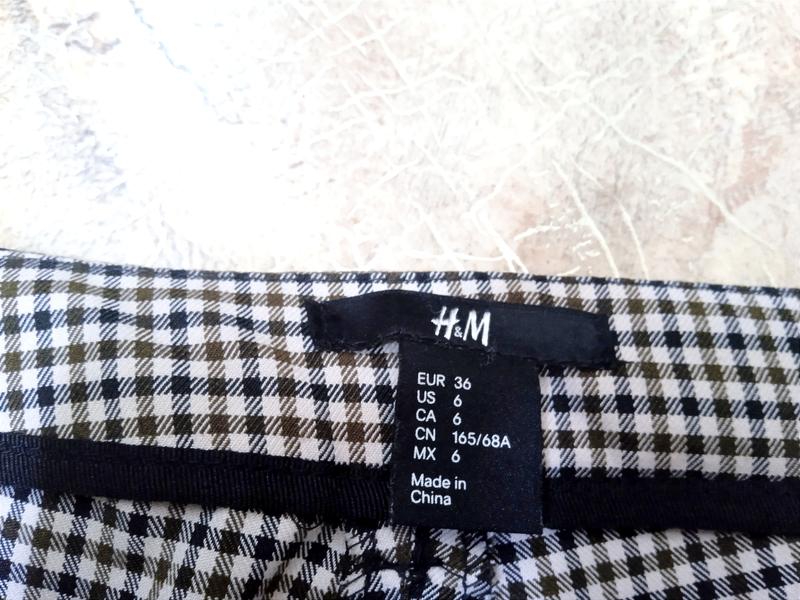 H&M
EUR 36
US 6
CA 6
CN 165/68A
MX 6
Made in
China